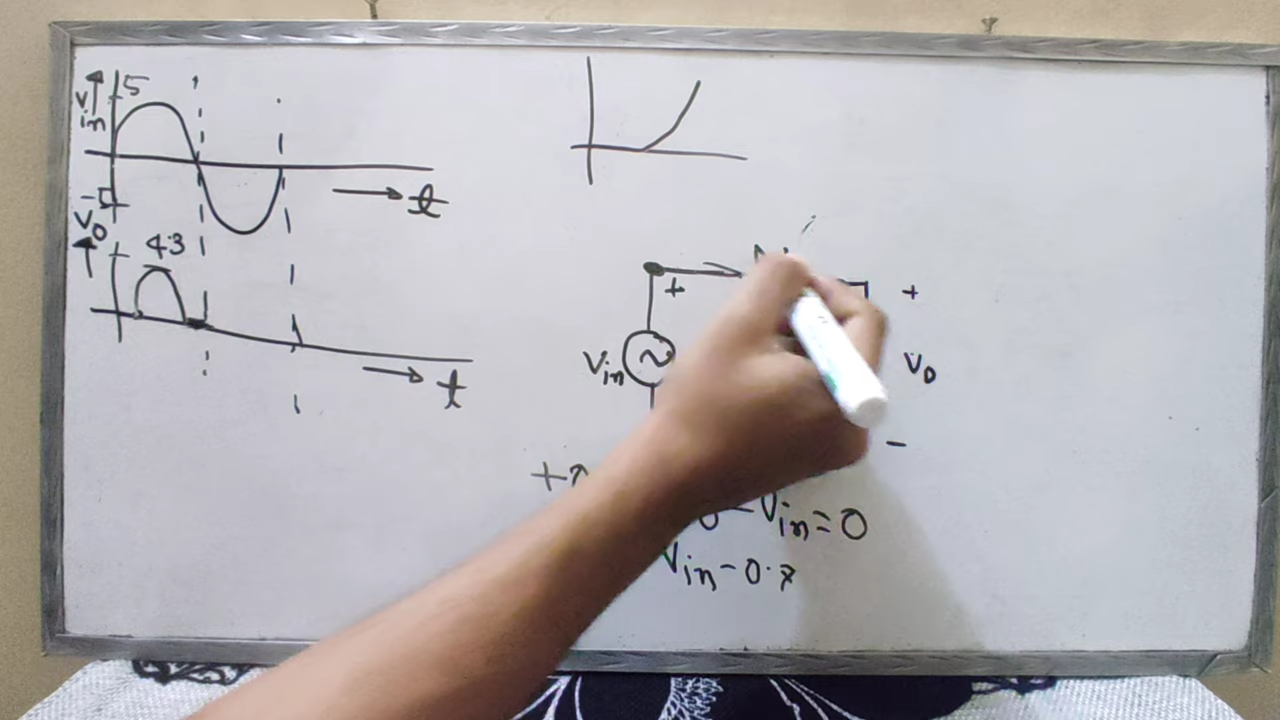 Vin
5
t
-5
Vo
4.3
t
+
+
Vin
Vo
-
+
- Vin = 0
Vin - 0.7